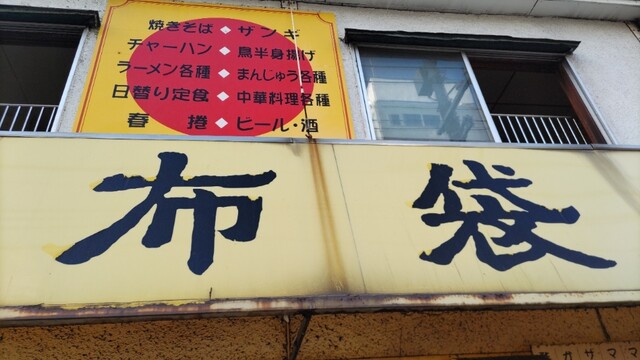 焼きそば◆ザンギ
チャーハン◆鳥半身揚げ
ラーメン各種◆まんじゅう各種
日替り定食◆中華料理各種
春捲◆ビール・酒
布袋